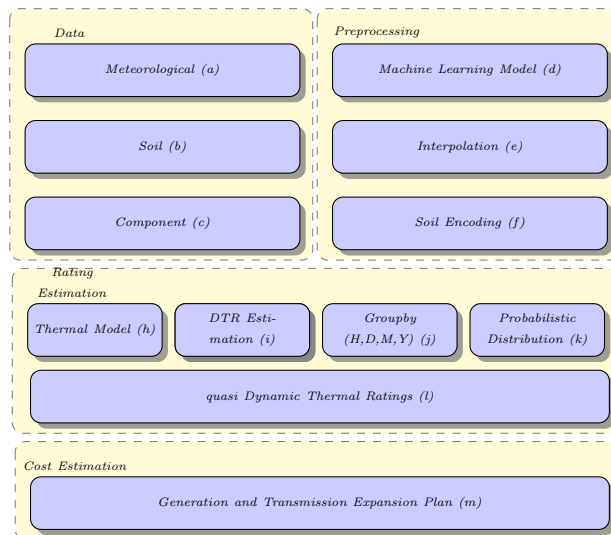 Data
Meteorological (a)
Soil (b)
Component (c)
Preprocessing
Machine Learning Model (d)
Interpolation (e)
Soil Encoding (f)
Rating
Estimation
Thermal Model (h)
DTR Esti-
mation (i)
Groupby
(H,D,M,Y) (j)
Probabilistic
Distribution (k)
quasi Dynamic Thermal Ratings (l)
Cost Estimation
Generation and Transmission Expansion Plan (m)